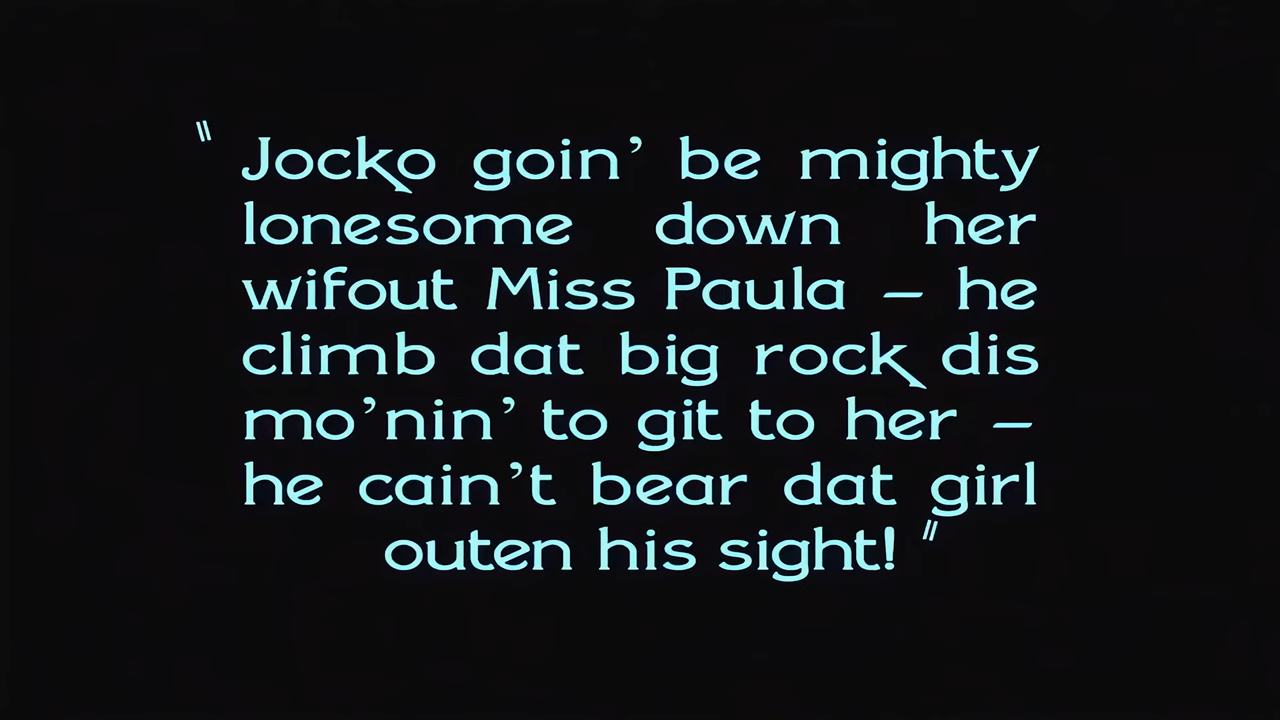 " Jocko goin' be mighty
lonesome down her
wifout Miss Paula – he
climb dat big rock dis
mo'nin' to git to her –
he cain't bear dat girl
outen his sight! "